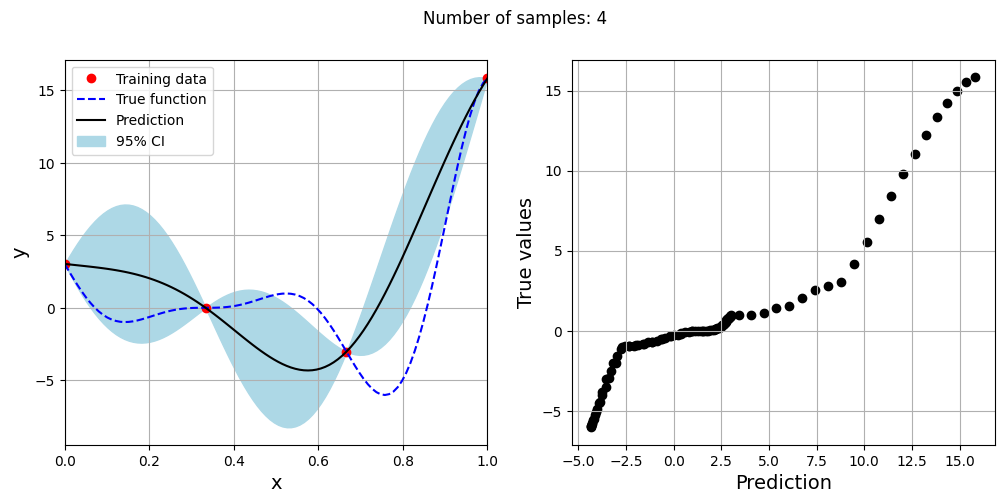 Number of samples: 4
Training data
True function
Prediction
95% CI
15
10
5
0
−5
y
0.0 0.2 0.4 0.6 0.8 1.0
x
15
10
5
0
−5
True values
−5.0 −2.5 0.0 2.5 5.0 7.5 10.0 12.5 15.0
Prediction